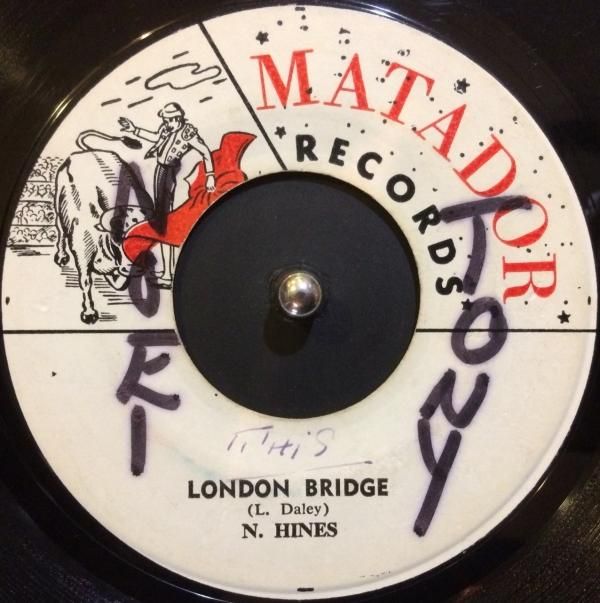 MATADOR
RECORDS
NOEL
TONY
THIS
LONDON BRIDGE
(L. Daley)
N. HINES